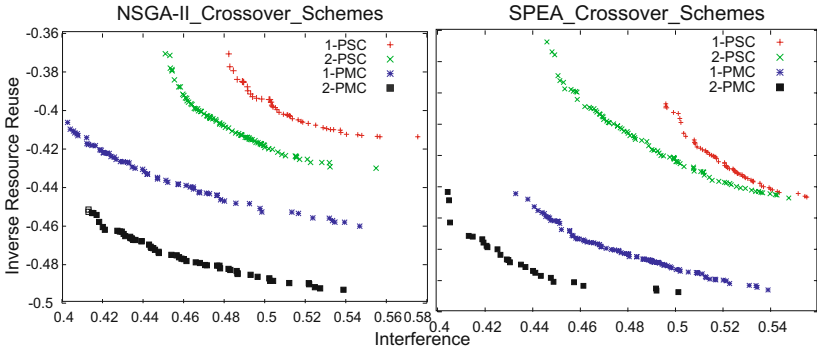 NSGA-II_Crossover_Schemes
SPEA_Crossover_Schemes
-0.36
-0.38
-0.4
-0.42
-0.44
-0.46
-0.48
-0.5
Inverse Resource Reuse
1-PSC
2-PSC
1-PMC
2-PMC
1-PSC
2-PSC
1-PMC
2-PMC
0.4 0.42 0.44 0.46 0.48 0.5 0.52 0.54 0.56 0.58
0.4 0.42 0.44 0.46 0.48 0.5 0.52 0.54
Interference